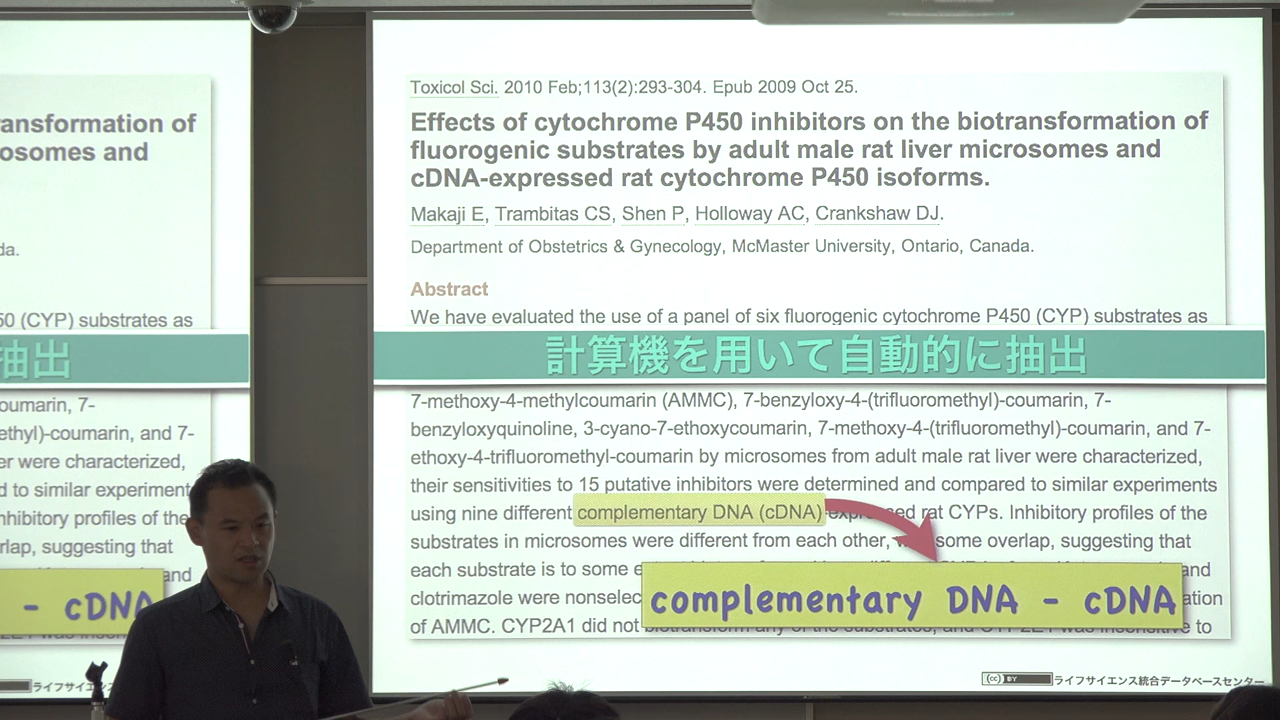 ransformation of
osomes and
da.
50 (CYP) substrates as
抽出
oumarin, 7-
ethyl)-coumarin, and 7-
er were characterized,
d to similar experiment
nhibitory profiles of the
rlap, suggesting that
and
- cDNA
ライフサイエンス
Toxicol Sci. 2010 Feb;113(2):293-304. Epub 2009 Oct 25.
Effects of cytochrome P450 inhibitors on the biotransformation of
fluorogenic substrates by adult male rat liver microsomes and
cDNA-expressed rat cytochrome P450 isoforms.
Makaji E, Trambitas CS, Shen P, Holloway AC, Crankshaw DJ.
Department of Obstetrics & Gynecology, McMaster University, Ontario, Canada.
Abstract
We have evaluated the use of a panel of six fluorogenic cytochrome P450 (CYP) substrates as
計算機を用いて自動的に抽出
7-methoxy-4-methylcoumarin (AMMC), 7-benzyloxy-4-(trifluoromethyl)-coumarin, 7-
benzyloxyquinoline, 3-cyano-7-ethoxycoumarin, 7-methoxy-4-(trifluoromethyl)-coumarin, and 7-
ethoxy-4-trifluoromethyl-coumarin by microsomes from adult male rat liver were characterized,
their sensitivities to 15 putative inhibitors were determined and compared to similar experiments
using nine different complementary DNA (cDNA)-expressed rat CYPs. Inhibitory profiles of the
substrates in microsomes were different from each other, some overlap, suggesting that
each substrate is to some and
clotrimazole were nonselec ation
complementary DNA - cDNA
of AMMC. CYP2A1 did not biotransform any of the substrates, and CYP2E1 was insensitive to
(cc) BY ライフサイエンス統合データベースセンター